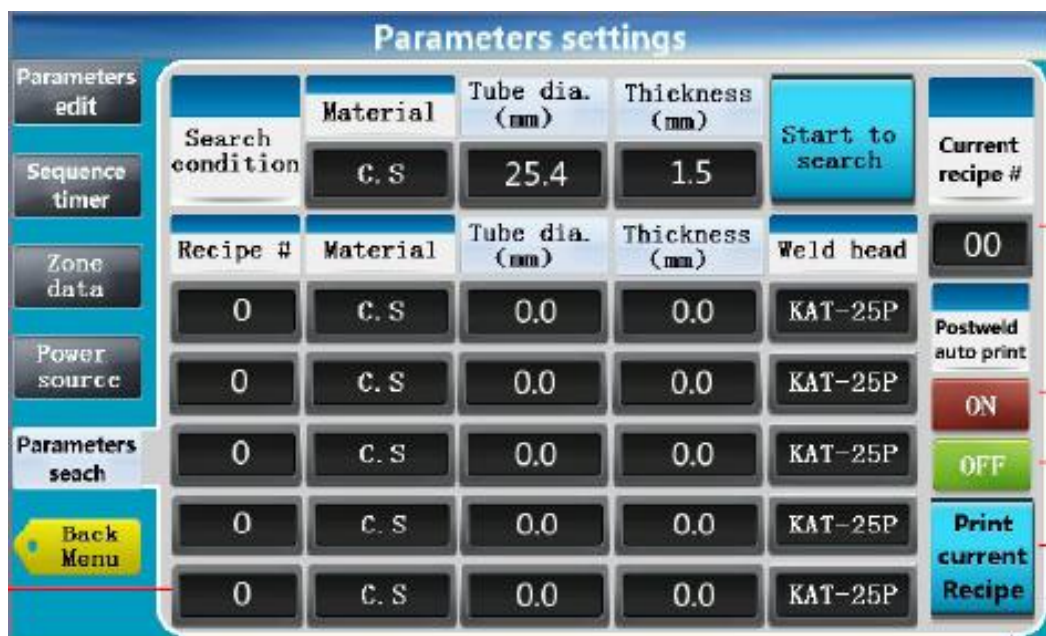 Parameters settings
Parameters
edit
Sequence
timer
Zone
data
Power
source
Parameters
seach
Back
Menu
Search
condition
Material
Tube dia.
(mm)
Thickness
(mm)
Start to
search
C. S
25.4
1.5
Recipe #
Material
Tube dia.
(mm)
Thickness
(mm)
Weld head
0
C. S
0.0
0.0
KAT-25P
0
C. S
0.0
0.0
KAT-25P
0
C. S
0.0
0.0
KAT-25P
0
C. S
0.0
0.0
KAT-25P
0
C. S
0.0
0.0
KAT-25P
Current
recipe #
00
Postweld
auto print
ON
OFF
Print
current
Recipe